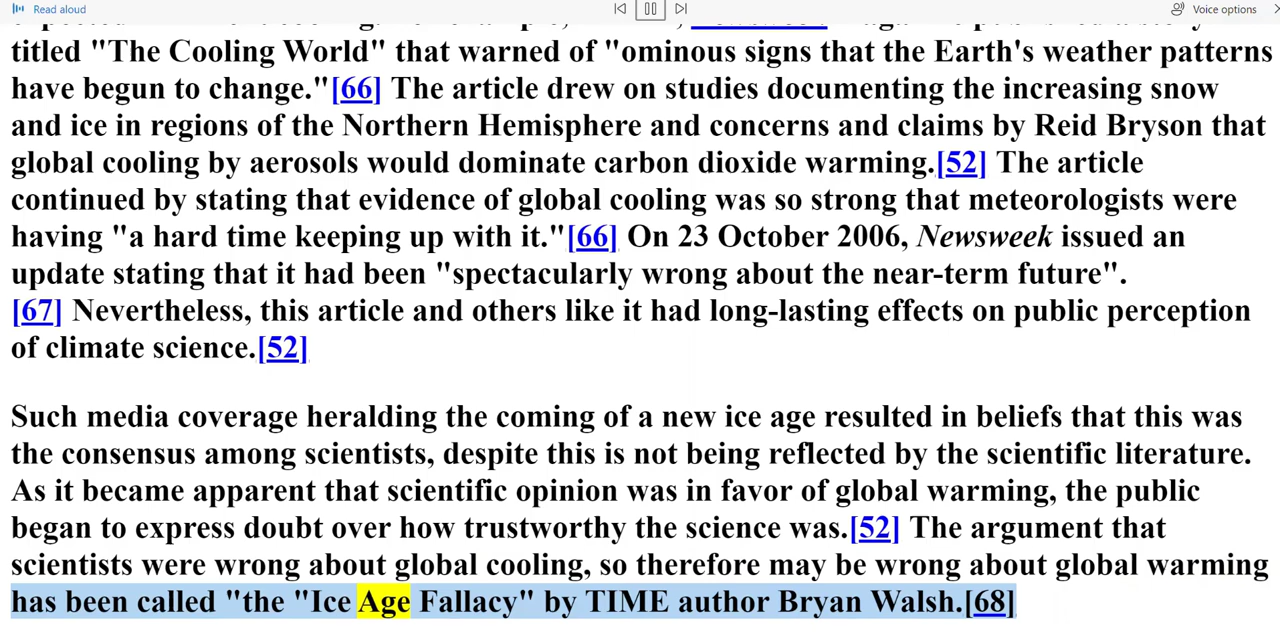 Read aloud
Voice options
titled "The Cooling World" that warned of "ominous signs that the Earth's weather patterns
have begun to change."[66] The article drew on studies documenting the increasing snow
and ice in regions of the Northern Hemisphere and concerns and claims by Reid Bryson that
global cooling by aerosols would dominate carbon dioxide warming.[52] The article
continued by stating that evidence of global cooling was so strong that meteorologists were
having "a hard time keeping up with it."[66] On 23 October 2006, Newsweek issued an
update stating that it had been "spectacularly wrong about the near-term future".
[67] Nevertheless, this article and others like it had long-lasting effects on public perception
of climate science.[52]
Such media coverage heralding the coming of a new ice age resulted in beliefs that this was
the consensus among scientists, despite this is not being reflected by the scientific literature.
As it became apparent that scientific opinion was in favor of global warming, the public
began to express doubt over how trustworthy the science was.[52] The argument that
scientists were wrong about global cooling, so therefore may be wrong about global warming
has been called "the "Ice Age Fallacy" by TIME author Bryan Walsh.[68]